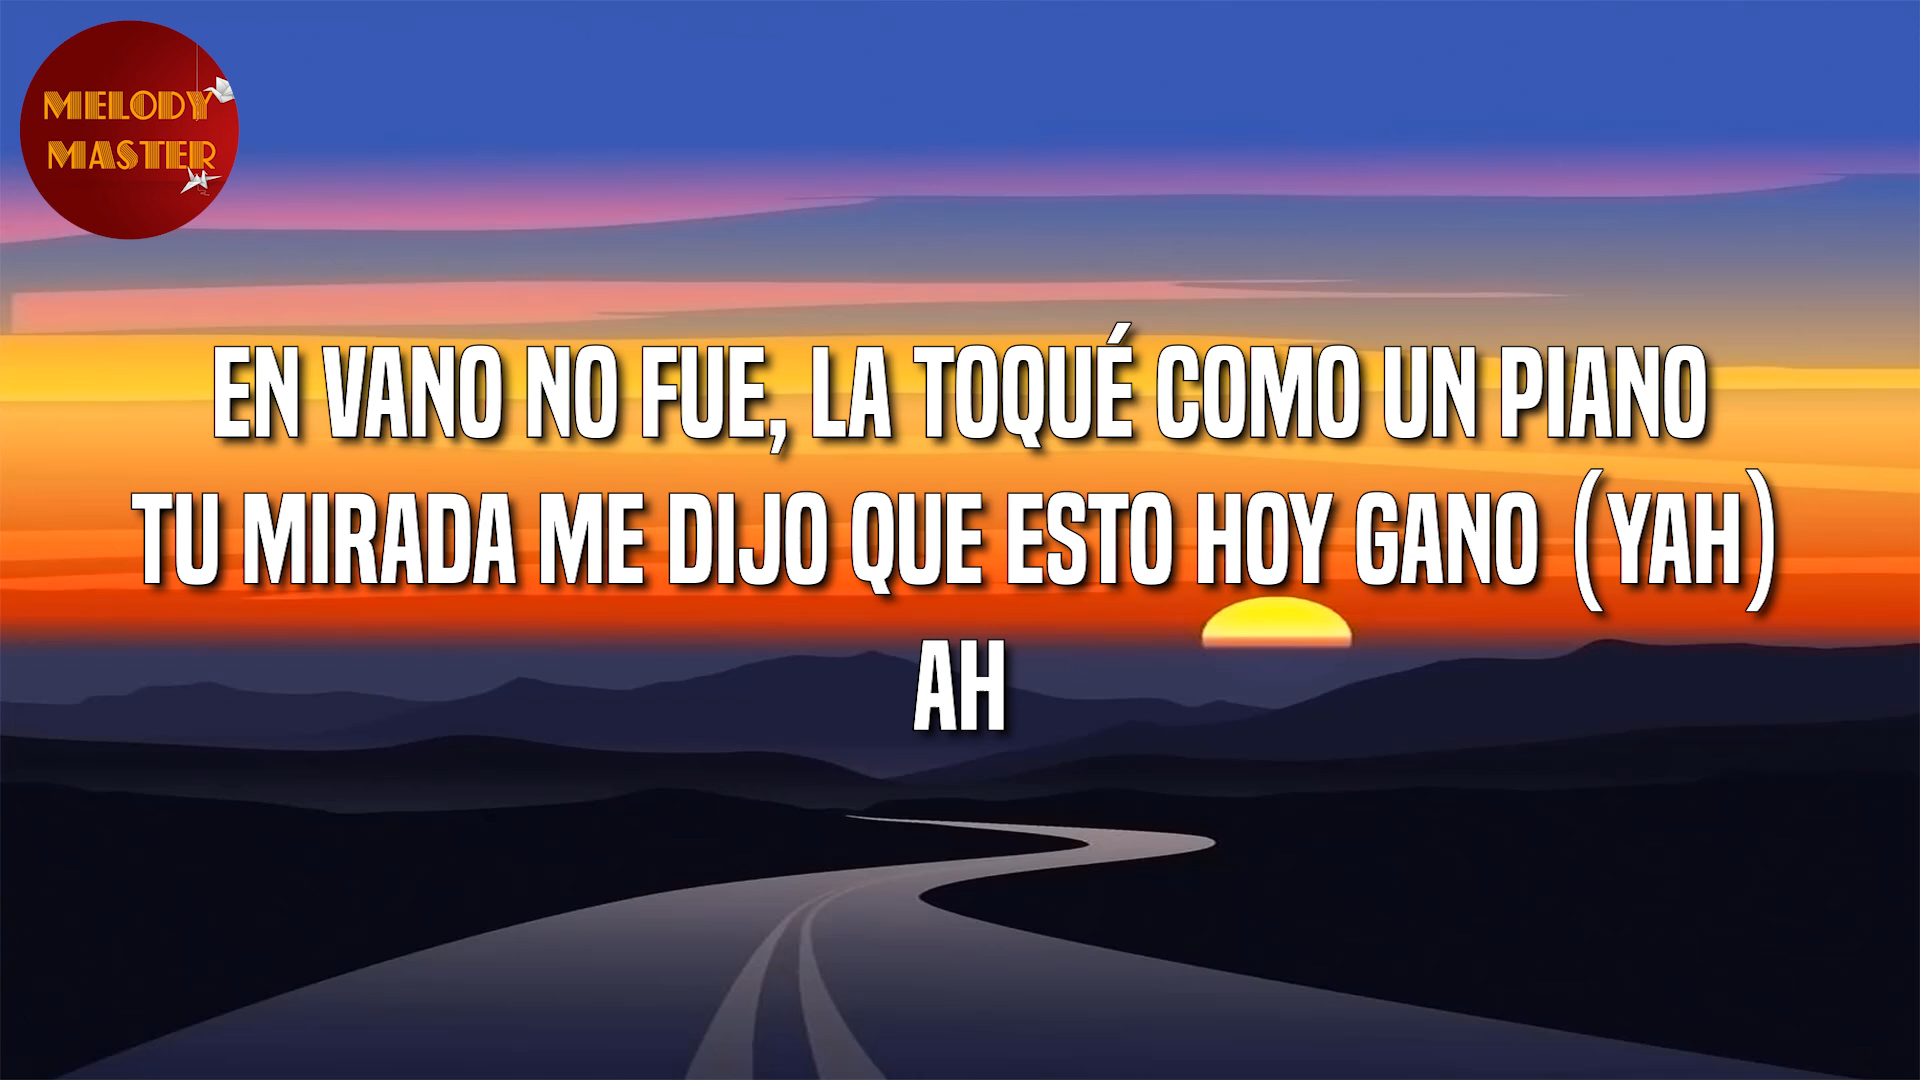 MELODY
MASTER
EN VANO NO FUE, LA TOQUÉ COMO UN PIANO
TU MIRADA ME DIJO QUE ESTO HOY GANO (YAH)
AH